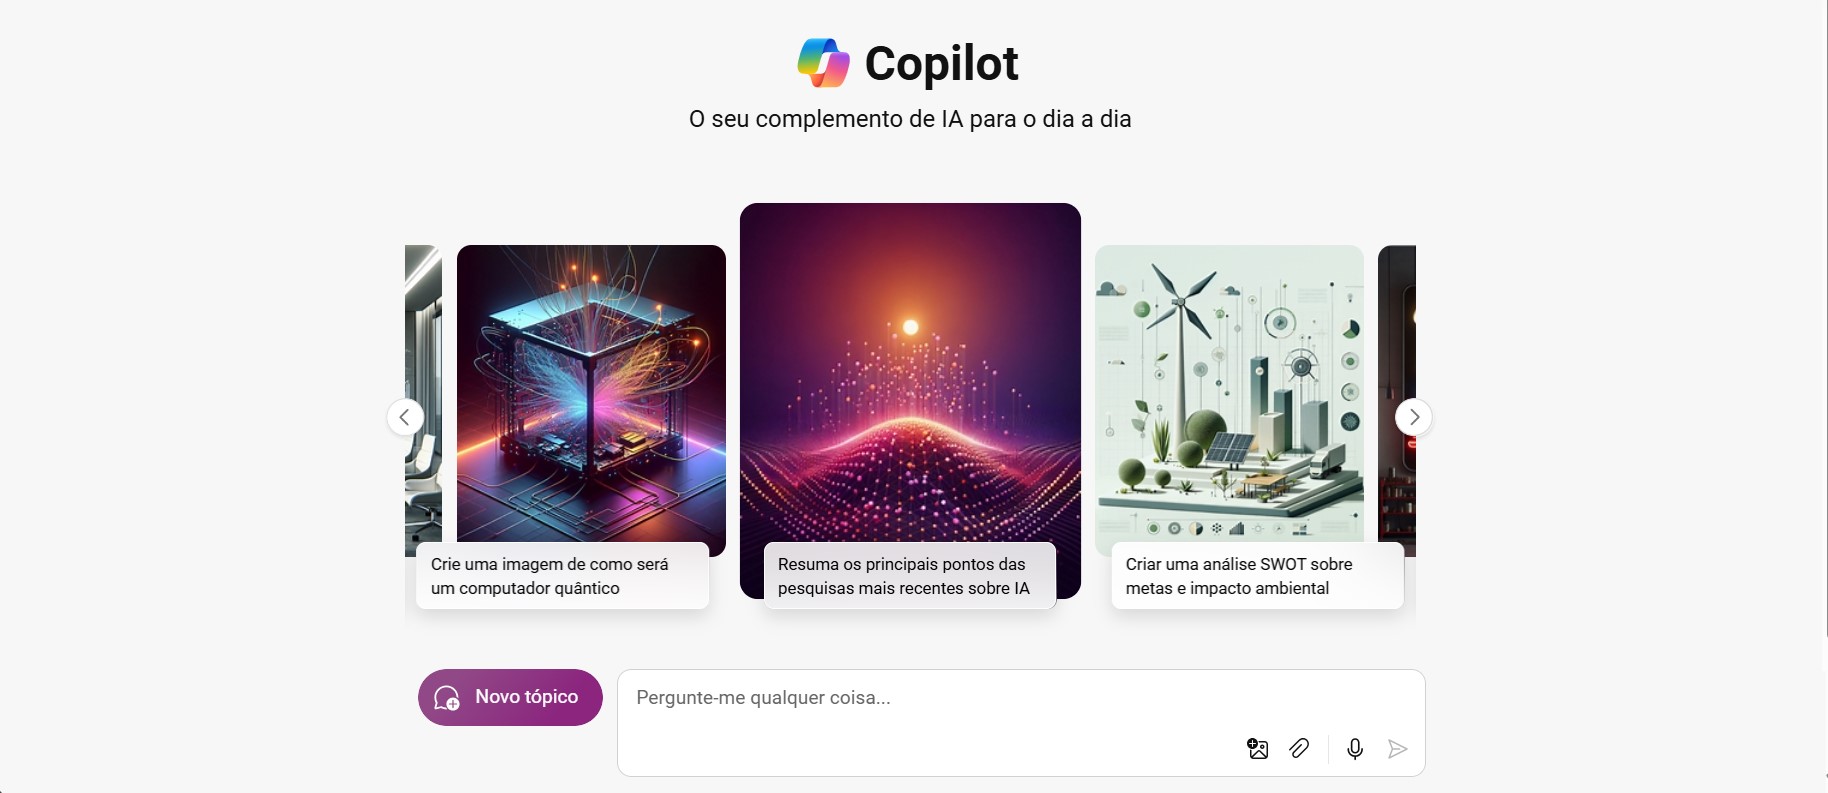 Copilot
O seu complemento de IA para o dia a dia
Crie uma imagem de como será
um computador quântico
Resuma os principais pontos das
pesquisas mais recentes sobre IA
Criar uma análise SWOT sobre
metas e impacto ambiental
Novo tópico
Pergunte-me qualquer coisa...